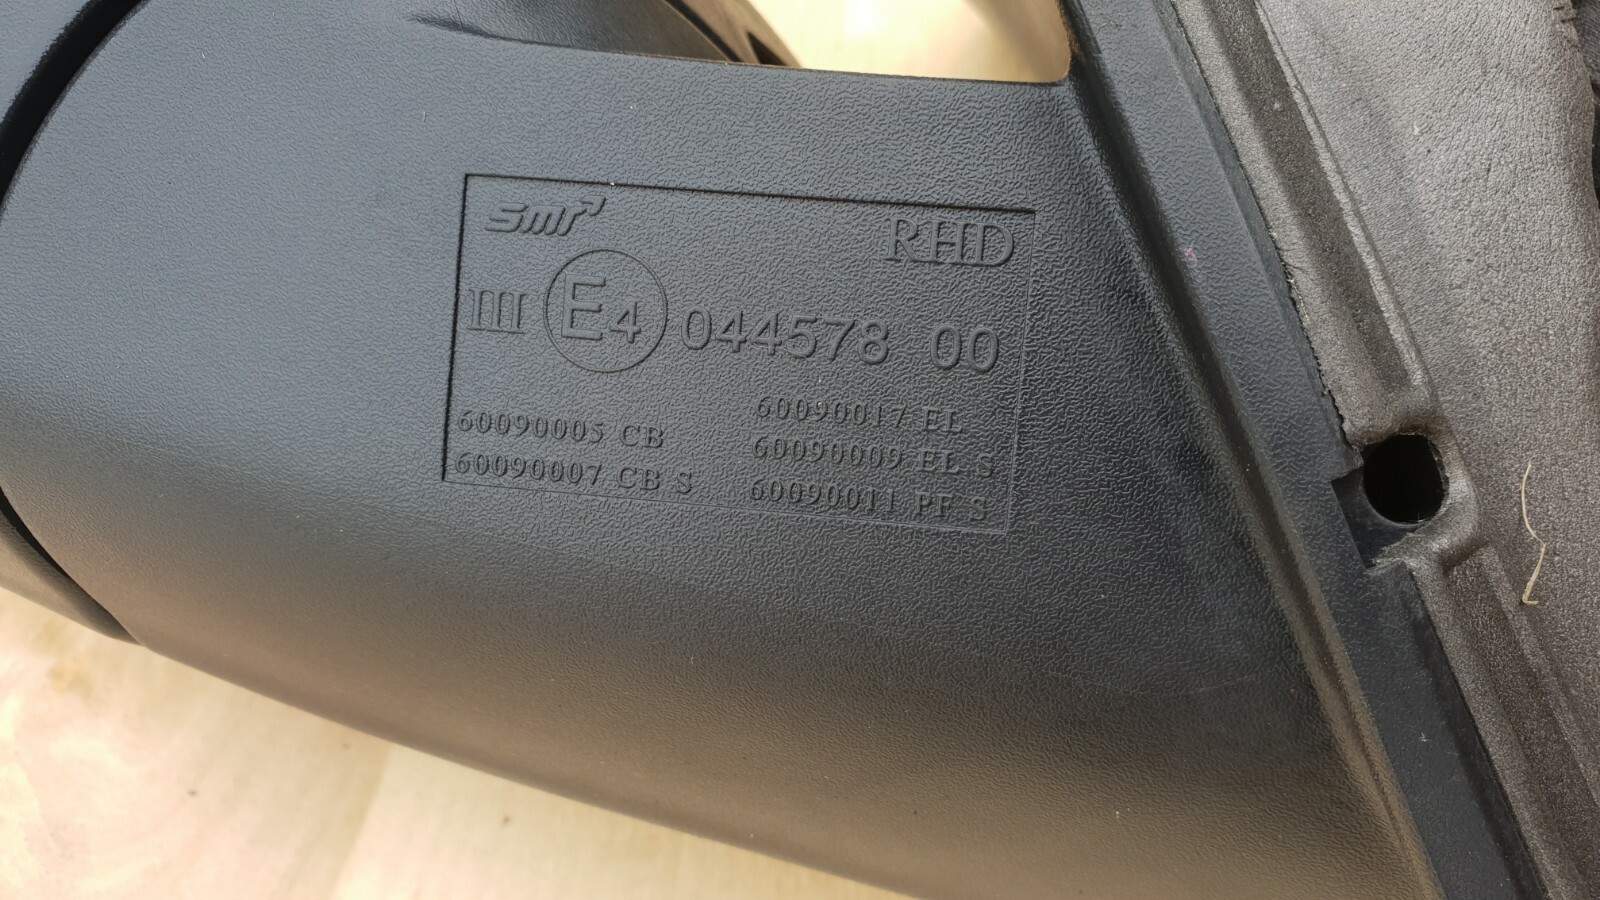 smr
RHD
III E4 044578 00
60090005 CB
60090007 CB S
60090017 EL
60090009 EL S
60090011 PF S